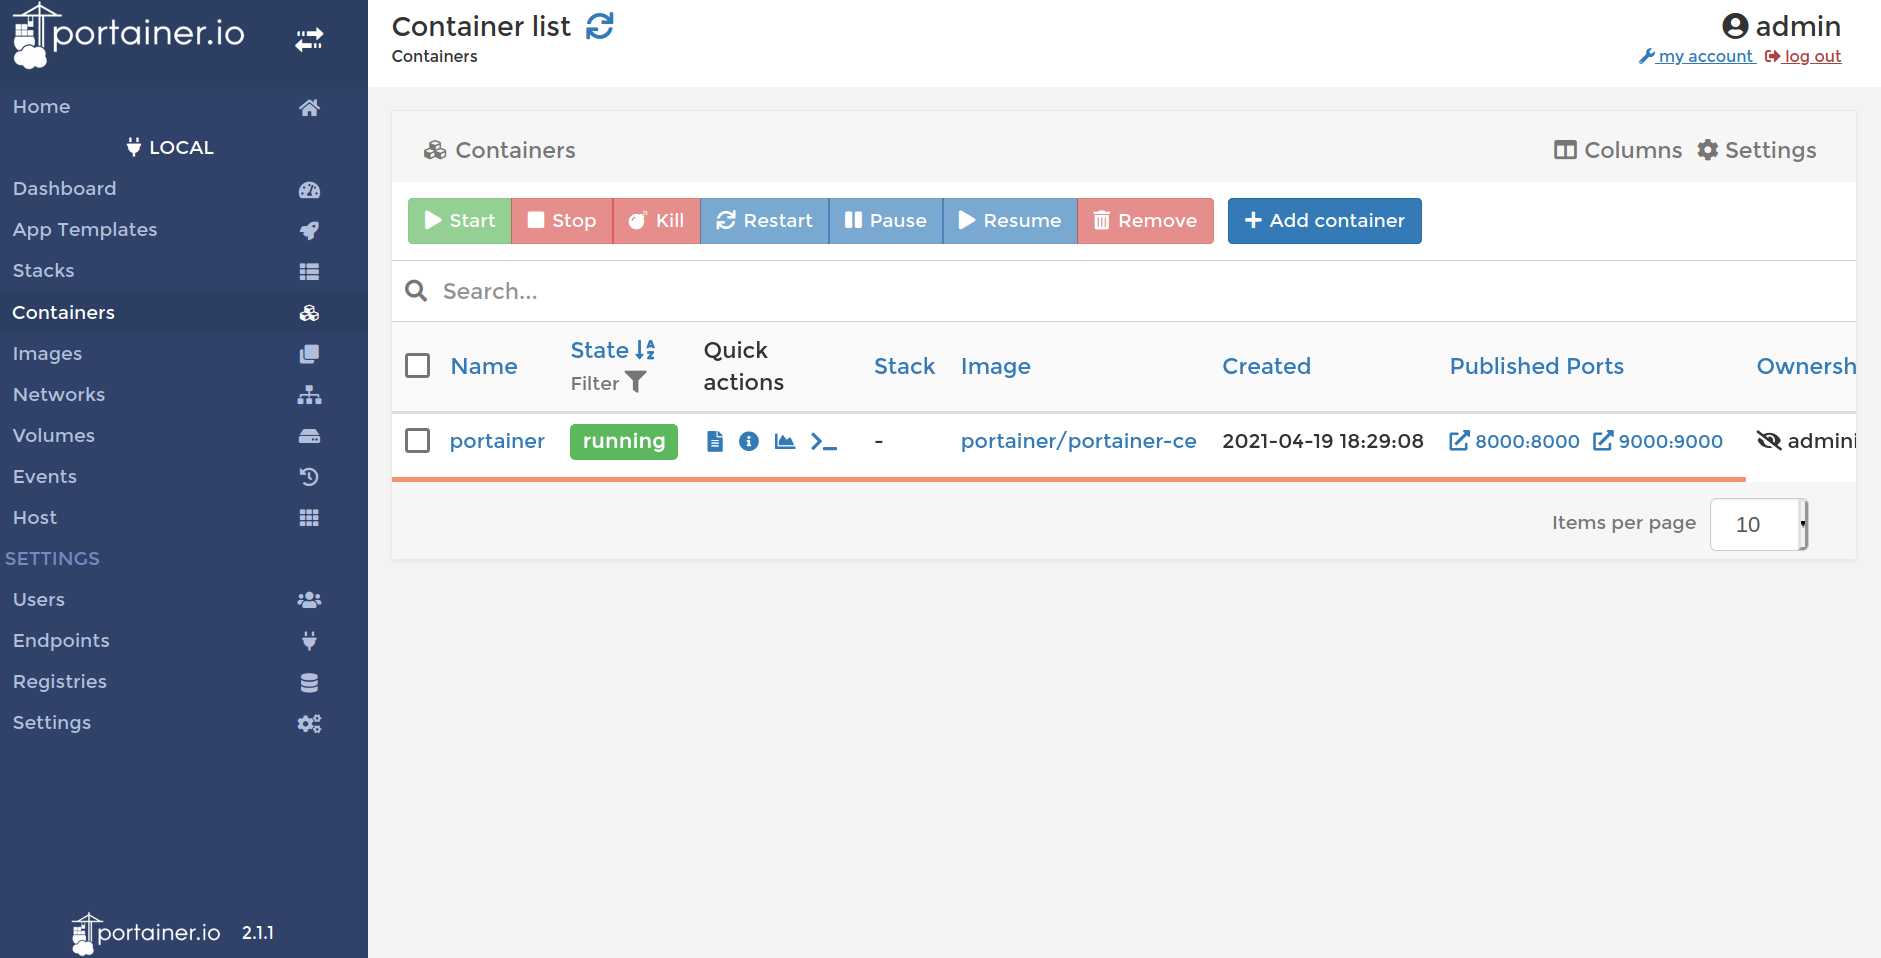 portainer.io
Home
LOCAL
Dashboard
App Templates
Stacks
Containers
Images
Networks
Volumes
Events
Host
SETTINGS
Users
Endpoints
Registries
Settings
portainer.io 2.1.1
Container list
Containers
admin
my account log out
Containers
Columns Settings
Start Stop Kill Restart Pause Resume Remove Add container
Search...
Name State Filter Quick actions Stack Image Created Published Ports Ownersh
portainer running - portainer/portainer-ce 2021-04-19 18:29:08 8000:8000 9000:9000 admini
Items per page 10